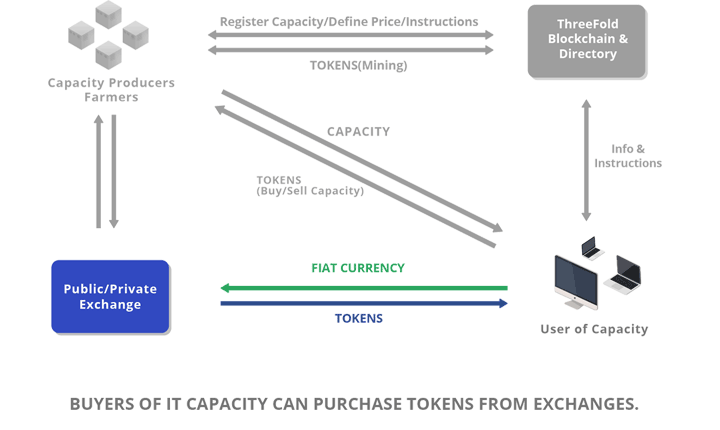 Register Capacity/Define Price/Instructions
TOKENS(Mining)
ThreeFold
Blockchain &
Directory
Capacity Producers
Farmers
CAPACITY
TOKENS
(Buy/Sell Capacity)
Info &
Instructions
Public/Private
Exchange
FIAT CURRENCY
TOKENS
User of Capacity
BUYERS OF IT CAPACITY CAN PURCHASE TOKENS FROM EXCHANGES.